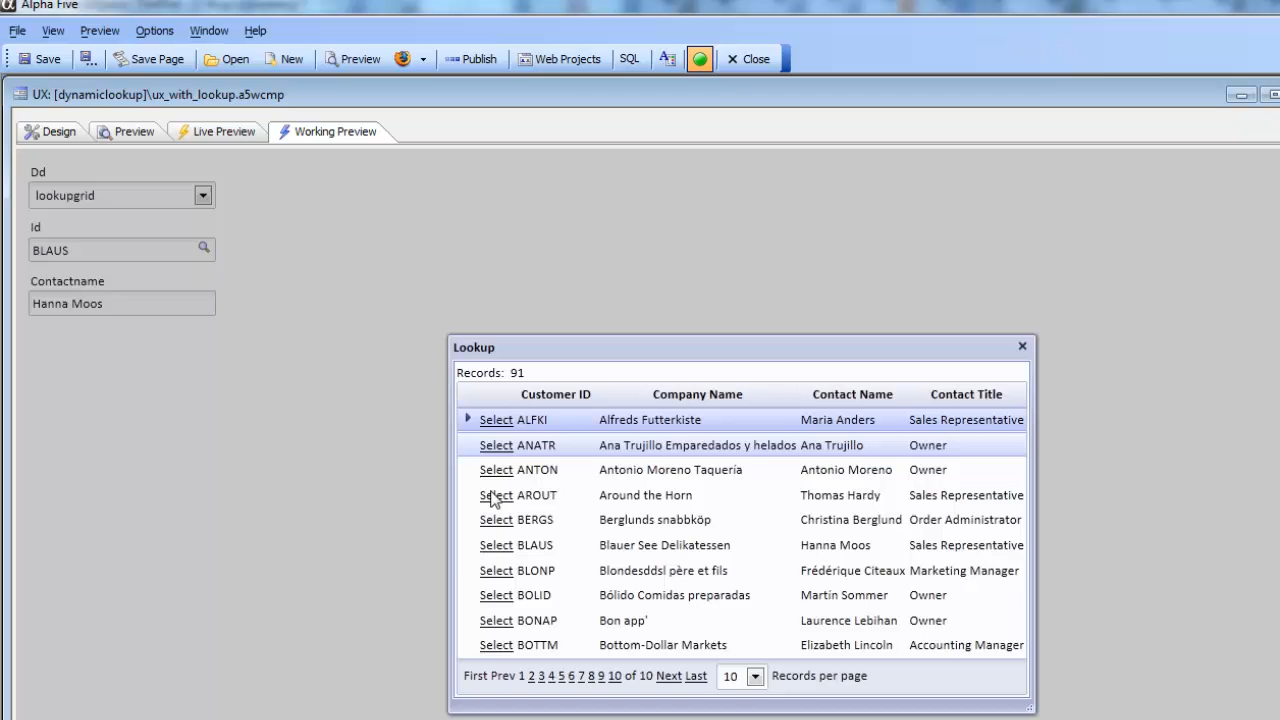 Alpha Five
File View Preview Options Window Help
Save Save Page Open New Preview Publish Web Projects SQL A Close
UX: [dynamiclookup]\ux_with_lookup.a5wcmp
Design Preview Live Preview Working Preview
Dd
lookupgrid
Id
BLAUS
Contactname
Hanna Moos
Lookup
Records: 91
Customer ID Company Name Contact Name Contact Title
Select ALFKI Alfreds Futterkiste Maria Anders Sales Representative
Select ANATR Ana Trujillo Emparedados y helados Ana Trujillo Owner
Select ANTON Antonio Moreno Taquería Antonio Moreno Owner
Select AROUT Around the Horn Thomas Hardy Sales Representative
Select BERGS Berglunds snabbköp Christina Berglund Order Administrator
Select BLAUS Blauer See Delikatessen Hanna Moos Sales Representative
Select BLONP Blondesddsl père et fils Frédérique Citeaux Marketing Manager
Select BOLID Bólido Comidas preparadas Martín Sommer Owner
Select BONAP Bon app' Laurence Lebihan Owner
Select BOTTM Bottom-Dollar Markets Elizabeth Lincoln Accounting Manager
First Prev 1 2 3 4 5 6 7 8 9 10 of 10 Next Last 10 Records per page